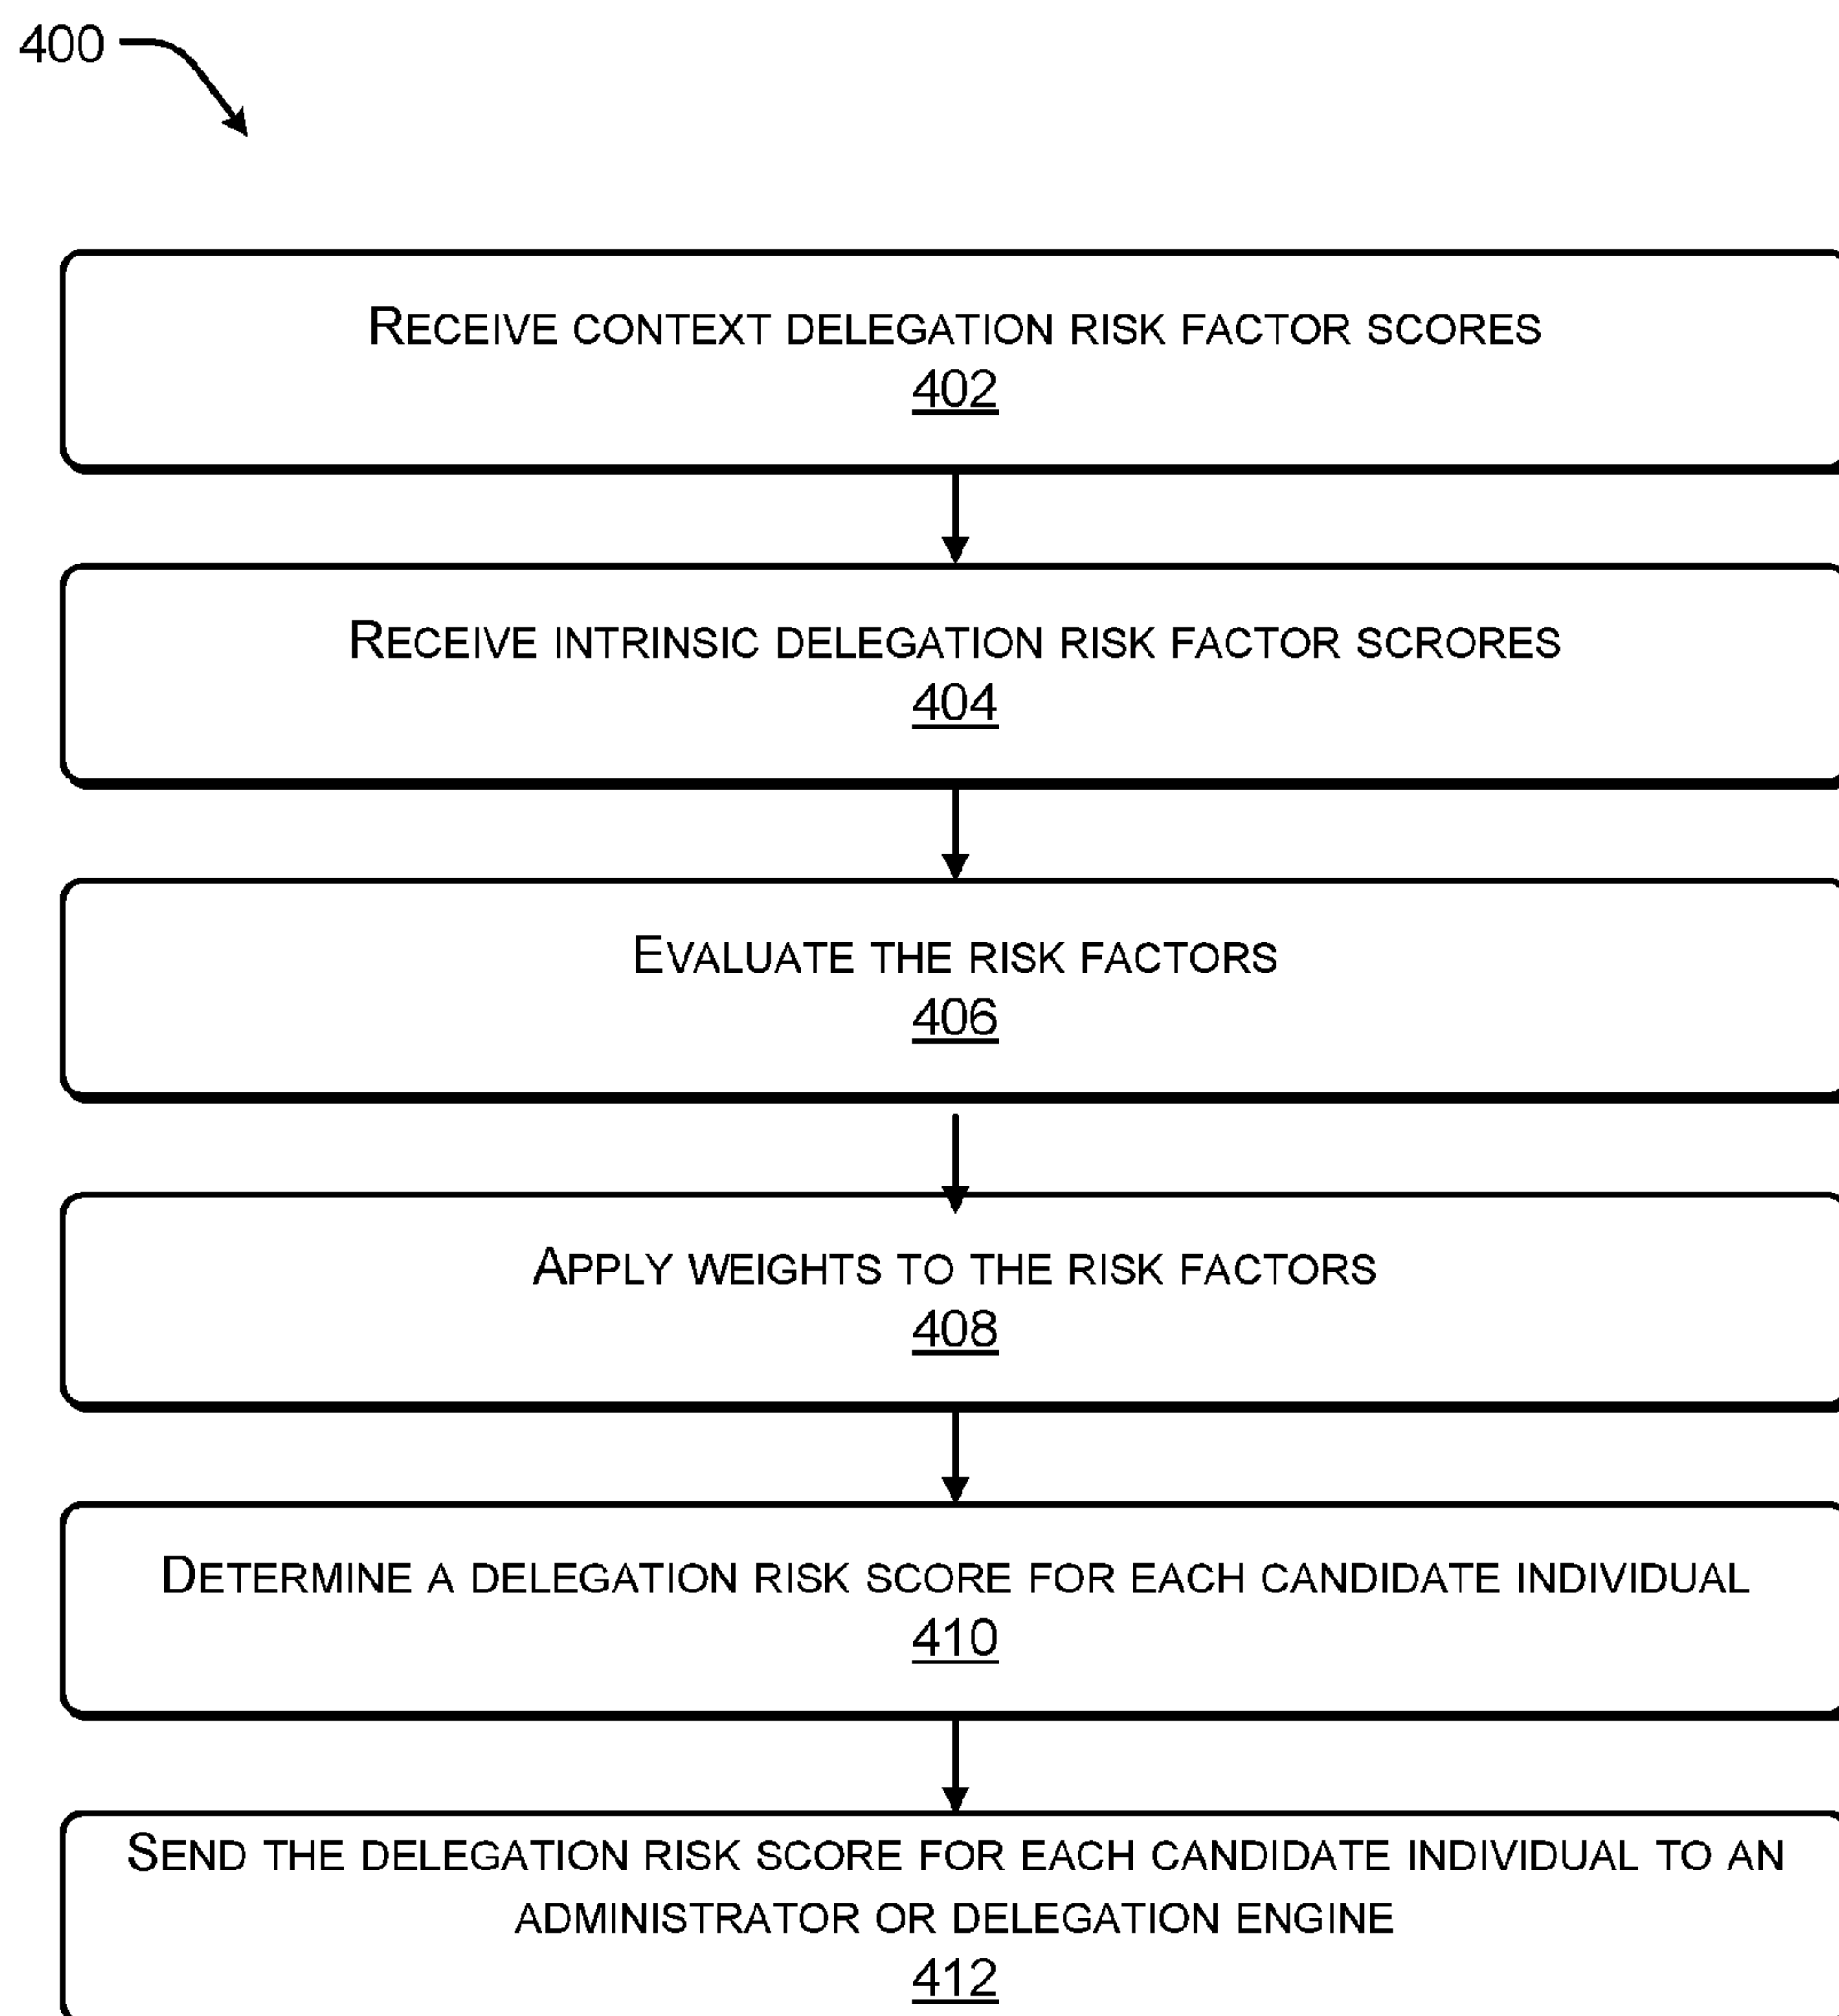 400
RECEIVE CONTEXT DELEGATION RISK FACTOR SCORES
402
RECEIVE INTRINSIC DELEGATION RISK FACTOR SCRORES
404
EVALUATE THE RISK FACTORS
406
APPLY WEIGHTS TO THE RISK FACTORS
408
DETERMINE A DELEGATION RISK SCORE FOR EACH CANDIDATE INDIVIDUAL
410
SEND THE DELEGATION RISK SCORE FOR EACH CANDIDATE INDIVIDUAL TO AN
ADMINISTRATOR OR DELEGATION ENGINE
412